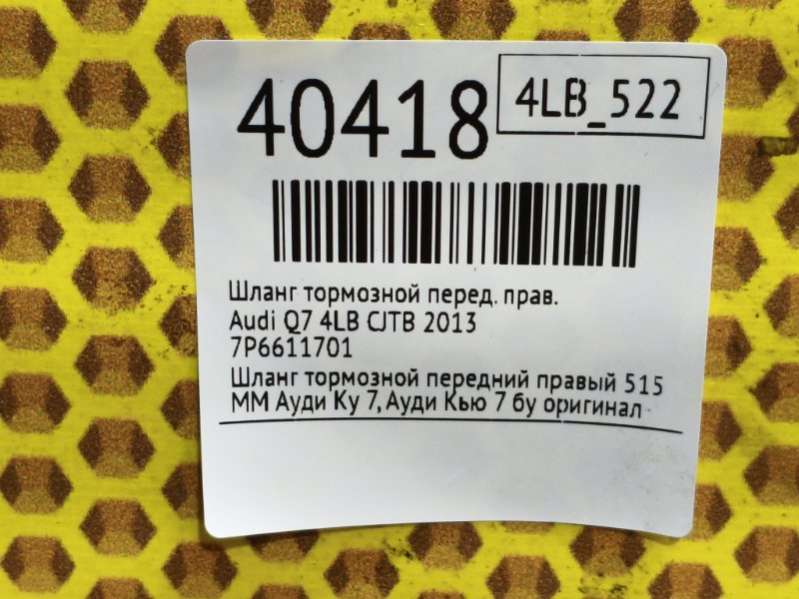 40418
4LB_522
Шланг тормозной перед. прав.
Audi Q7 4LB CJTB 2013
7P6611701
Шланг тормозной передний правый 515
ММ Ауди Ку 7, Ауди Кью 7 бу оригинал